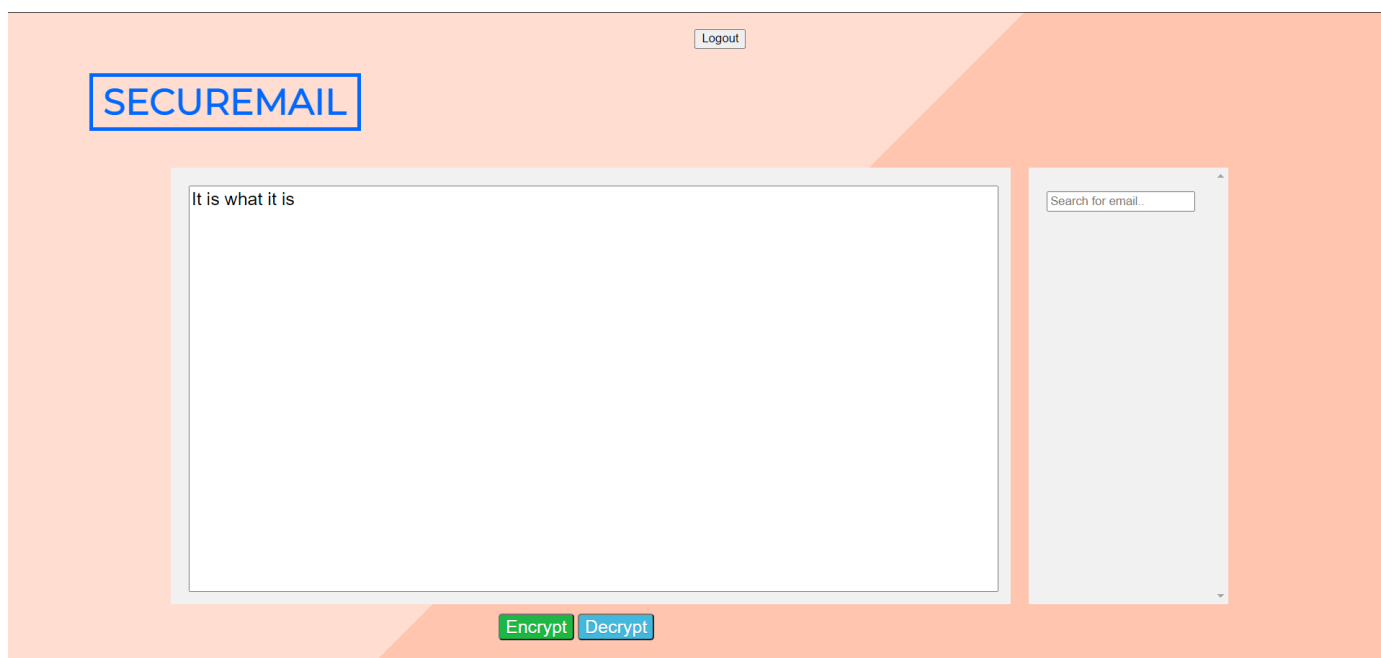 Logout
SECUREMAIL
It is what it is
Search for email..
Encrypt Decrypt